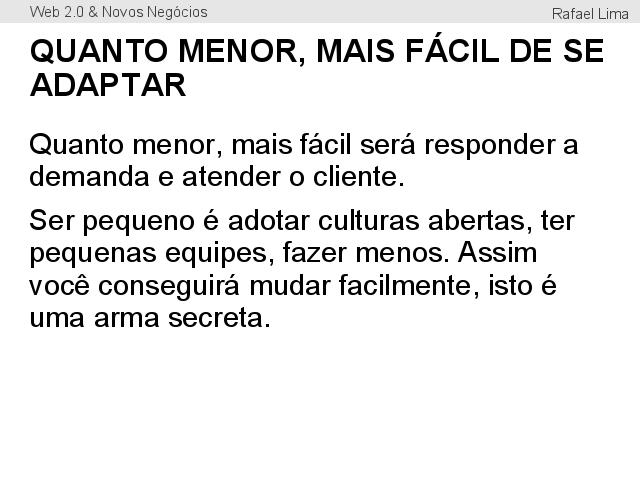 Web 2.0 & Novos Negócios
Rafael Lima
QUANTO MENOR, MAIS FÁCIL DE SE
ADAPTAR
Quanto menor, mais fácil será responder a
demanda e atender o cliente.
Ser pequeno é adotar culturas abertas, ter
pequenas equipes, fazer menos. Assim
você conseguirá mudar facilmente, isto é
uma arma secreta.